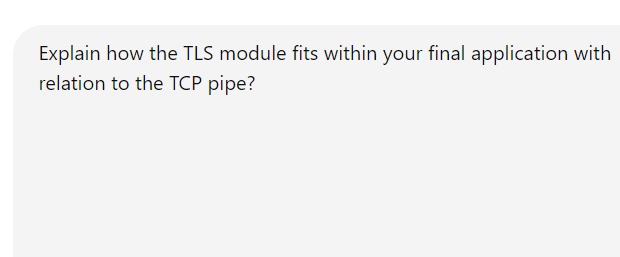 Explain how the TLS module fits within your final application with
relation to the TCP pipe?